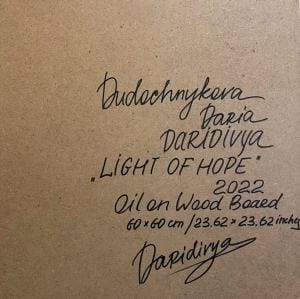 Dudochnykova
Daria
DARIDIVYA
„LIGHT OF HOPE"
2022
Oil on Wood Board
60×60 cm / 23,62 × 23,62 inches
Daridivya